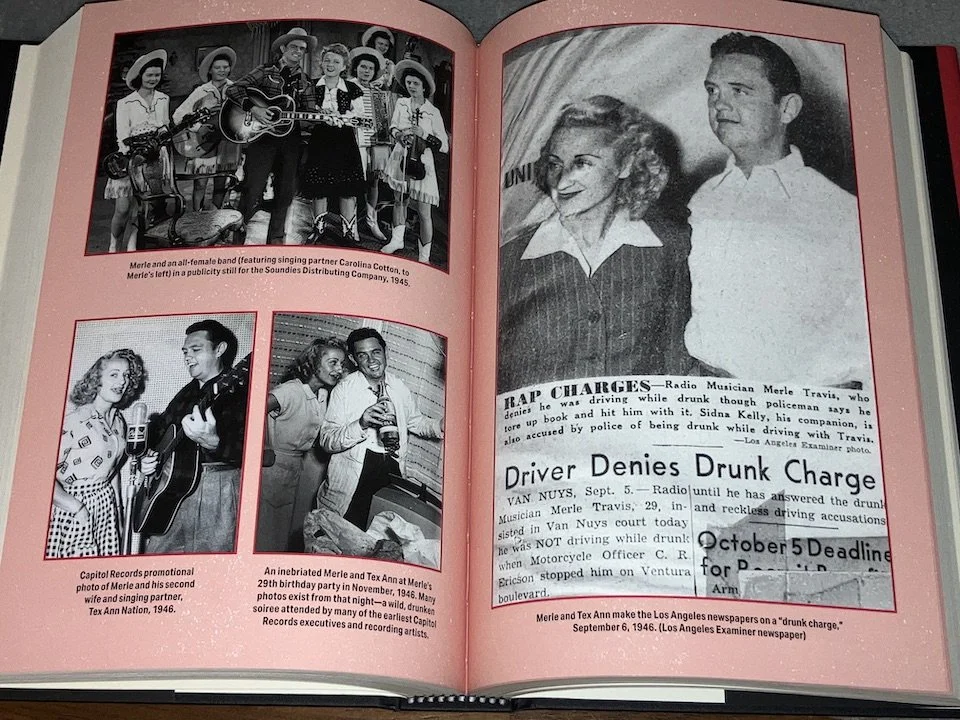 Merle and an all-female band (featuring singing partner Carolina Cotton, to
Merle's left) in a publicity still for the Soundies Distributing Company, 1945.
Capitol Records promotional
photo of Merle and his second
wife and singing partner,
Tex Ann Nation, 1946.
An inebriated Merle and Tex Ann at Merle's
29th birthday party in November, 1946. Many
photos exist from that night—a wild, drunken
soiree attended by many of the earliest Capitol
Records executives and recording artists.
UNI
RAP CHARGES—Radio Musician Merle Travis, who
denies he was driving while drunk though policeman says he
tore up book and hit him with it. Sidna Kelly, his companion, is
also accused by police of being drunk while driving with Travis.
—Los Angeles Examiner photo.
Driver Denies Drunk Charge
VAN NUYS, Sept. 5.—Radio
Musician Merle Travis, 29, in-
sisted in Van Nuys court today
he was NOT driving while drunk
when Motorcycle Officer C. R.
Ericson stopped him on Ventura
boulevard.
until he has answered the drunk
and reckless driving accusations
October 5 Deadline
for
Arm
Merle and Tex Ann make the Los Angeles newspapers on a "drunk charge,"
September 6, 1946. (Los Angeles Examiner newspaper)